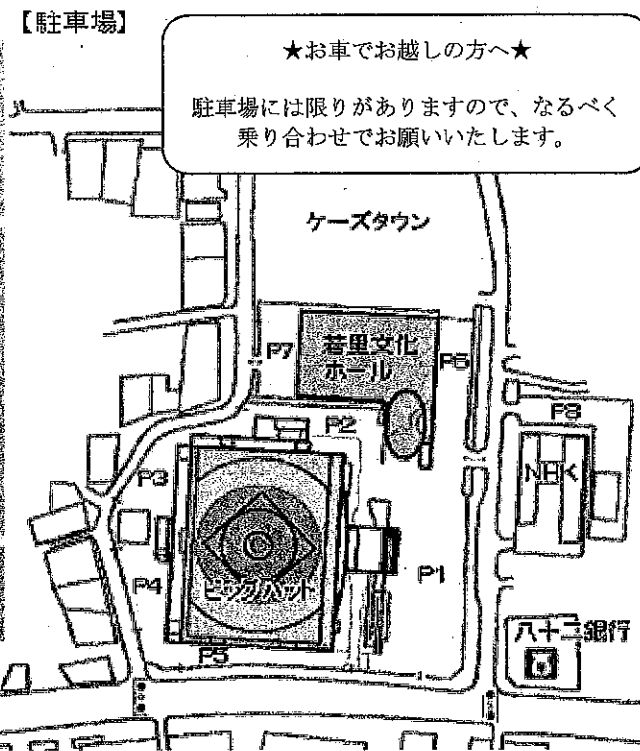 【駐車場】
★お車でお越しの方へ★
駐車場には限りがありますので、なるべく
乗り合わせでお願いいたします。
ケーズタウン
P7
若里文化
ホール
P6
P2
P8
NHK
P3
P1
P4
ビッグハット
P5
八十二銀行